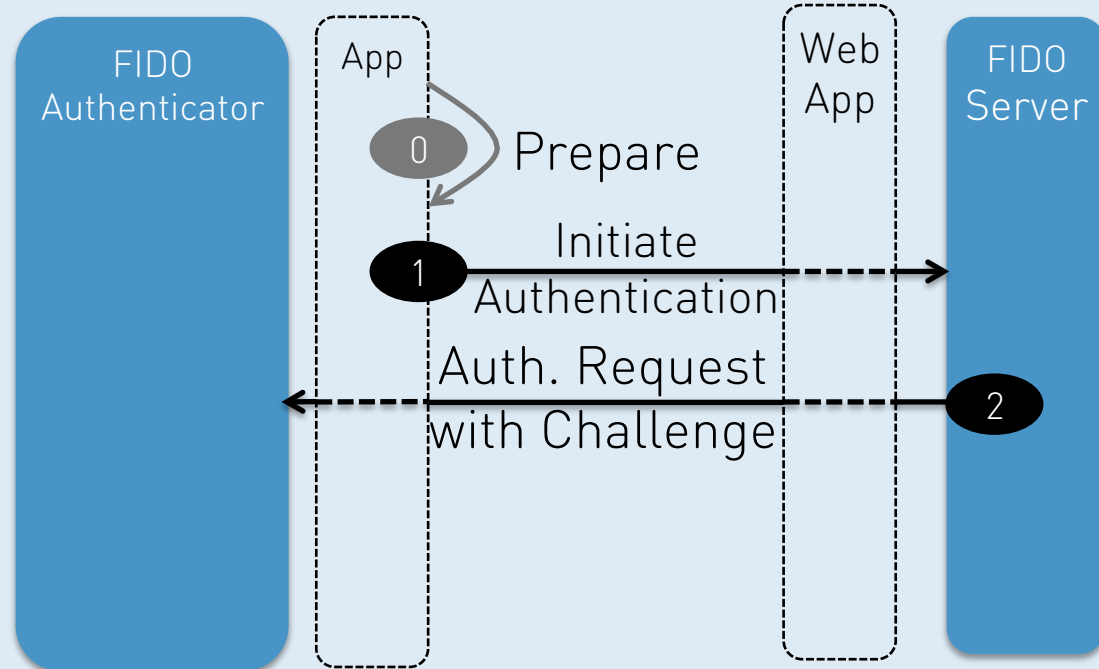 FIDO
Authenticator
App
Web
App
FIDO
Server
0
Prepare
1
Initiate
Authentication
Auth. Request
with Challenge
2